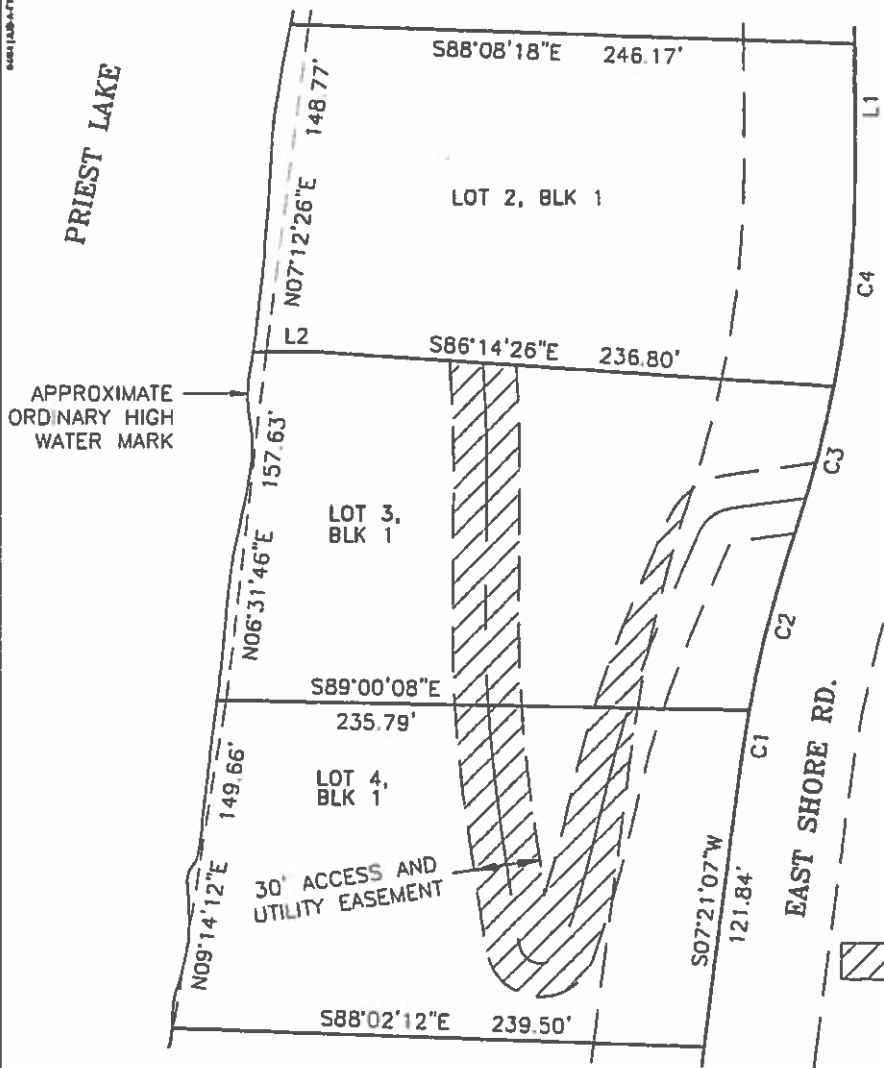 S88°08'18"E 246.17'
PRIEST LAKE
148.77'
N07°12'26"E
L1
LOT 2, BLK 1
C4
L2
S86°14'26"E 236.80'
APPROXIMATE
ORDINARY HIGH
WATER MARK
157.63'
N06°31'46"E
C3
LOT 3,
BLK 1
C2
S89°00'08"E
235.79'
C1
149.66'
N09°14'12"E
LOT 4,
BLK 1
30' ACCESS AND
UTILITY EASEMENT
S07°21'07"W
121.84'
EAST SHORE RD.
S88°02'12"E 239.50'